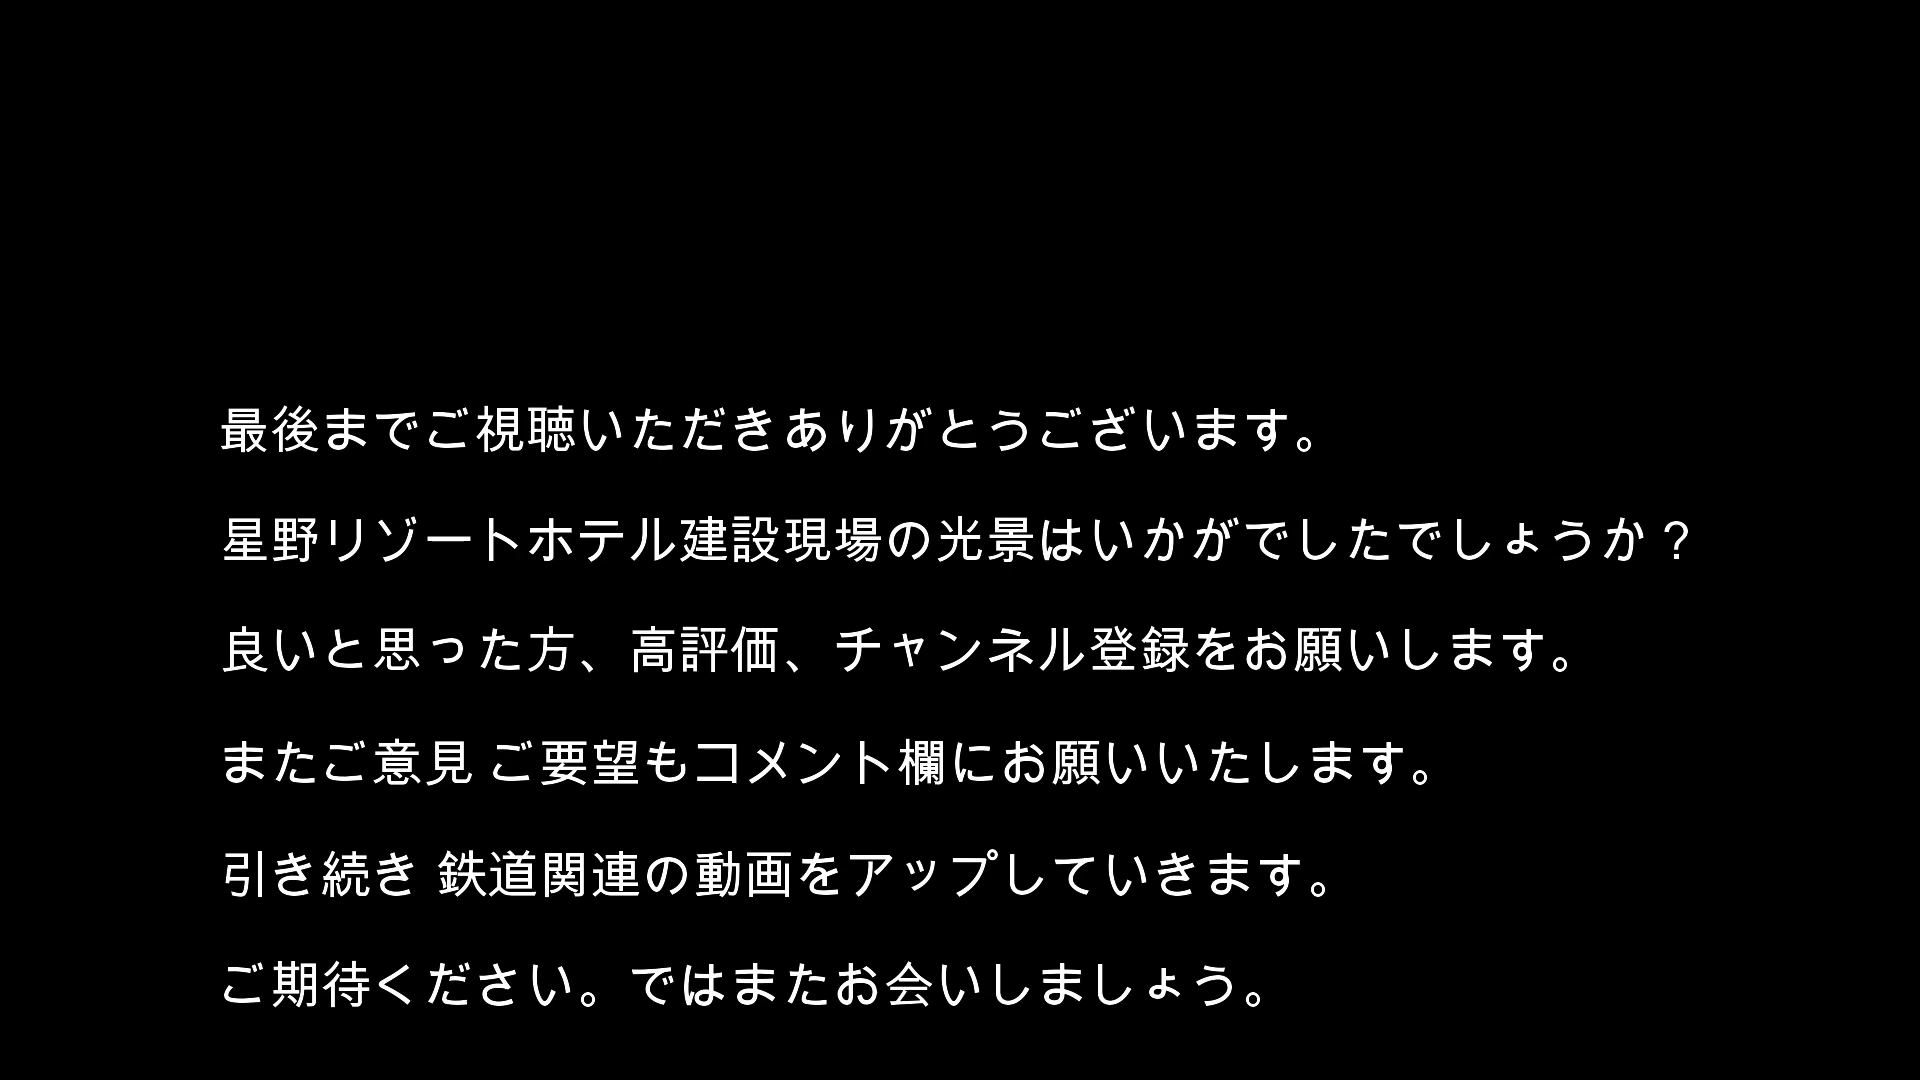 最後までご視聴いただきありがとうございます。
星野リゾートホテル建設現場の光景はいかがでしたでしょうか？
良いと思った方、高評価、チャンネル登録をお願いします。
またご意見 ご要望もコメント欄にお願いいたします。
引き続き 鉄道関連の動画をアップしていきます。
ご期待ください。ではまたお会いしましょう。